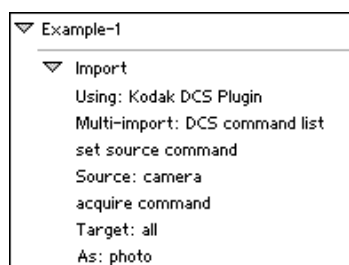 Example-1
Import
Using: Kodak DCS Plugin
Multi-import: DCS command list
set source command
Source: camera
acquire command
Target: all
As: photo